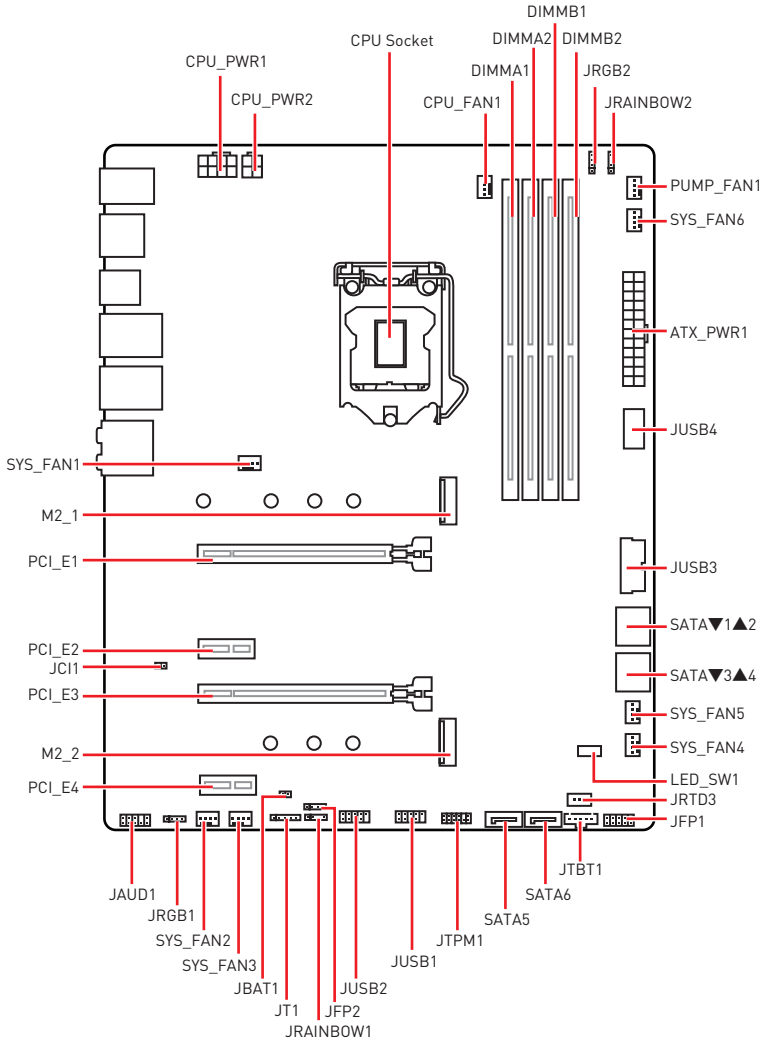 DIMMB1
CPU Socket
DIMMA2
DIMMB2
CPU_PWR1
DIMMA1
JRGB2
CPU_PWR2
CPU_FAN1
JRAINBOW2
PUMP_FAN1
SYS_FAN6
ATX_PWR1
JUSB4
SYS_FAN1
M2_1
PCI_E1
JUSB3
SATA▼1▲2
PCI_E2
JCI1
SATA▼3▲4
PCI_E3
SYS_FAN5
M2_2
SYS_FAN4
LED_SW1
PCI_E4
JRTD3
JFP1
JTBT1
JAUD1
SATA6
JRGB1
SATA5
SYS_FAN2
JTPM1
SYS_FAN3
JUSB1
JBAT1
JUSB2
JT1
JFP2
JRAINBOW1